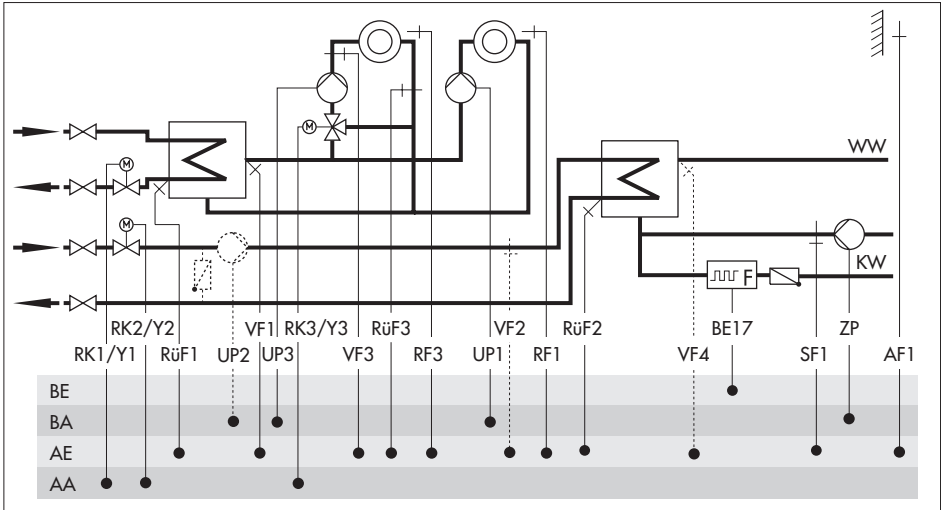 M
WW
M
M
KW
F
RK2/Y2 VF1 RK3/Y3 RüF3 VF2 RüF2 BE17 ZP
RK1/Y1 RüF1 UP2 UP3 VF3 RF3 UP1 RF1 VF4 SF1 AF1
BE
BA
AE
AA